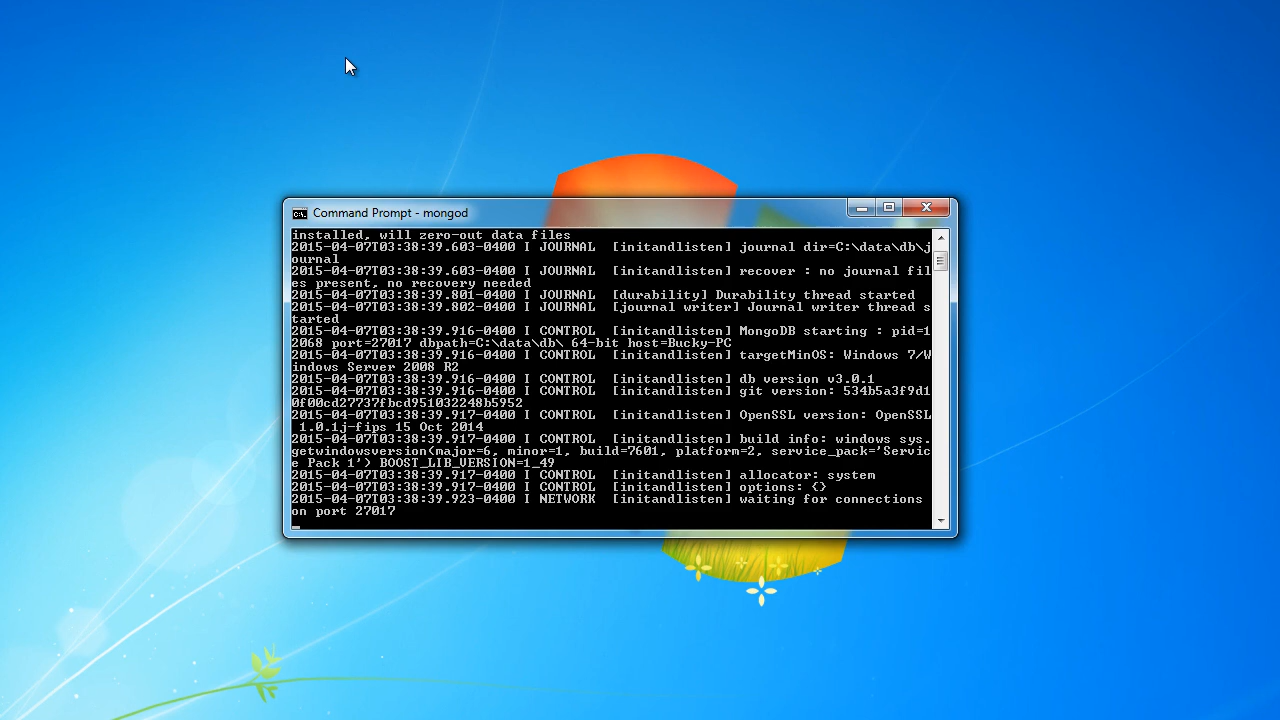 Command Prompt - mongod
installed, will zero-out data files
2015-04-07T03:38:39.603-0400 I JOURNAL  [initandlisten] journal dir=C:\data\db\j
ournal
2015-04-07T03:38:39.603-0400 I JOURNAL  [initandlisten] recover : no journal fil
es present, no recovery needed
2015-04-07T03:38:39.801-0400 I JOURNAL  [durability] Durability thread started
2015-04-07T03:38:39.802-0400 I JOURNAL  [journal writer] Journal writer thread s
tarted
2015-04-07T03:38:39.916-0400 I CONTROL  [initandlisten] MongoDB starting : pid=1
2068 port=27017 dbpath=C:\data\db\ 64-bit host=Bucky-PC
2015-04-07T03:38:39.916-0400 I CONTROL  [initandlisten] targetMinOS: Windows 7/W
indows Server 2008 R2
2015-04-07T03:38:39.916-0400 I CONTROL  [initandlisten] db version v3.0.1
2015-04-07T03:38:39.916-0400 I CONTROL  [initandlisten] git version: 534b5a3f9d1
0f00cd27737fbcd951032248b5952
2015-04-07T03:38:39.917-0400 I CONTROL  [initandlisten] OpenSSL version: OpenSSL
 1.0.1j-fips 15 Oct 2014
2015-04-07T03:38:39.917-0400 I CONTROL  [initandlisten] build info: windows sys.
getwindowsversion(major=6, minor=1, build=7601, platform=2, service_pack='Servic
e Pack 1') BOOST_LIB_VERSION=1_49
2015-04-07T03:38:39.917-0400 I CONTROL  [initandlisten] allocator: system
2015-04-07T03:38:39.917-0400 I CONTROL  [initandlisten] options: {}
2015-04-07T03:38:39.923-0400 I NETWORK  [initandlisten] waiting for connections
on port 27017